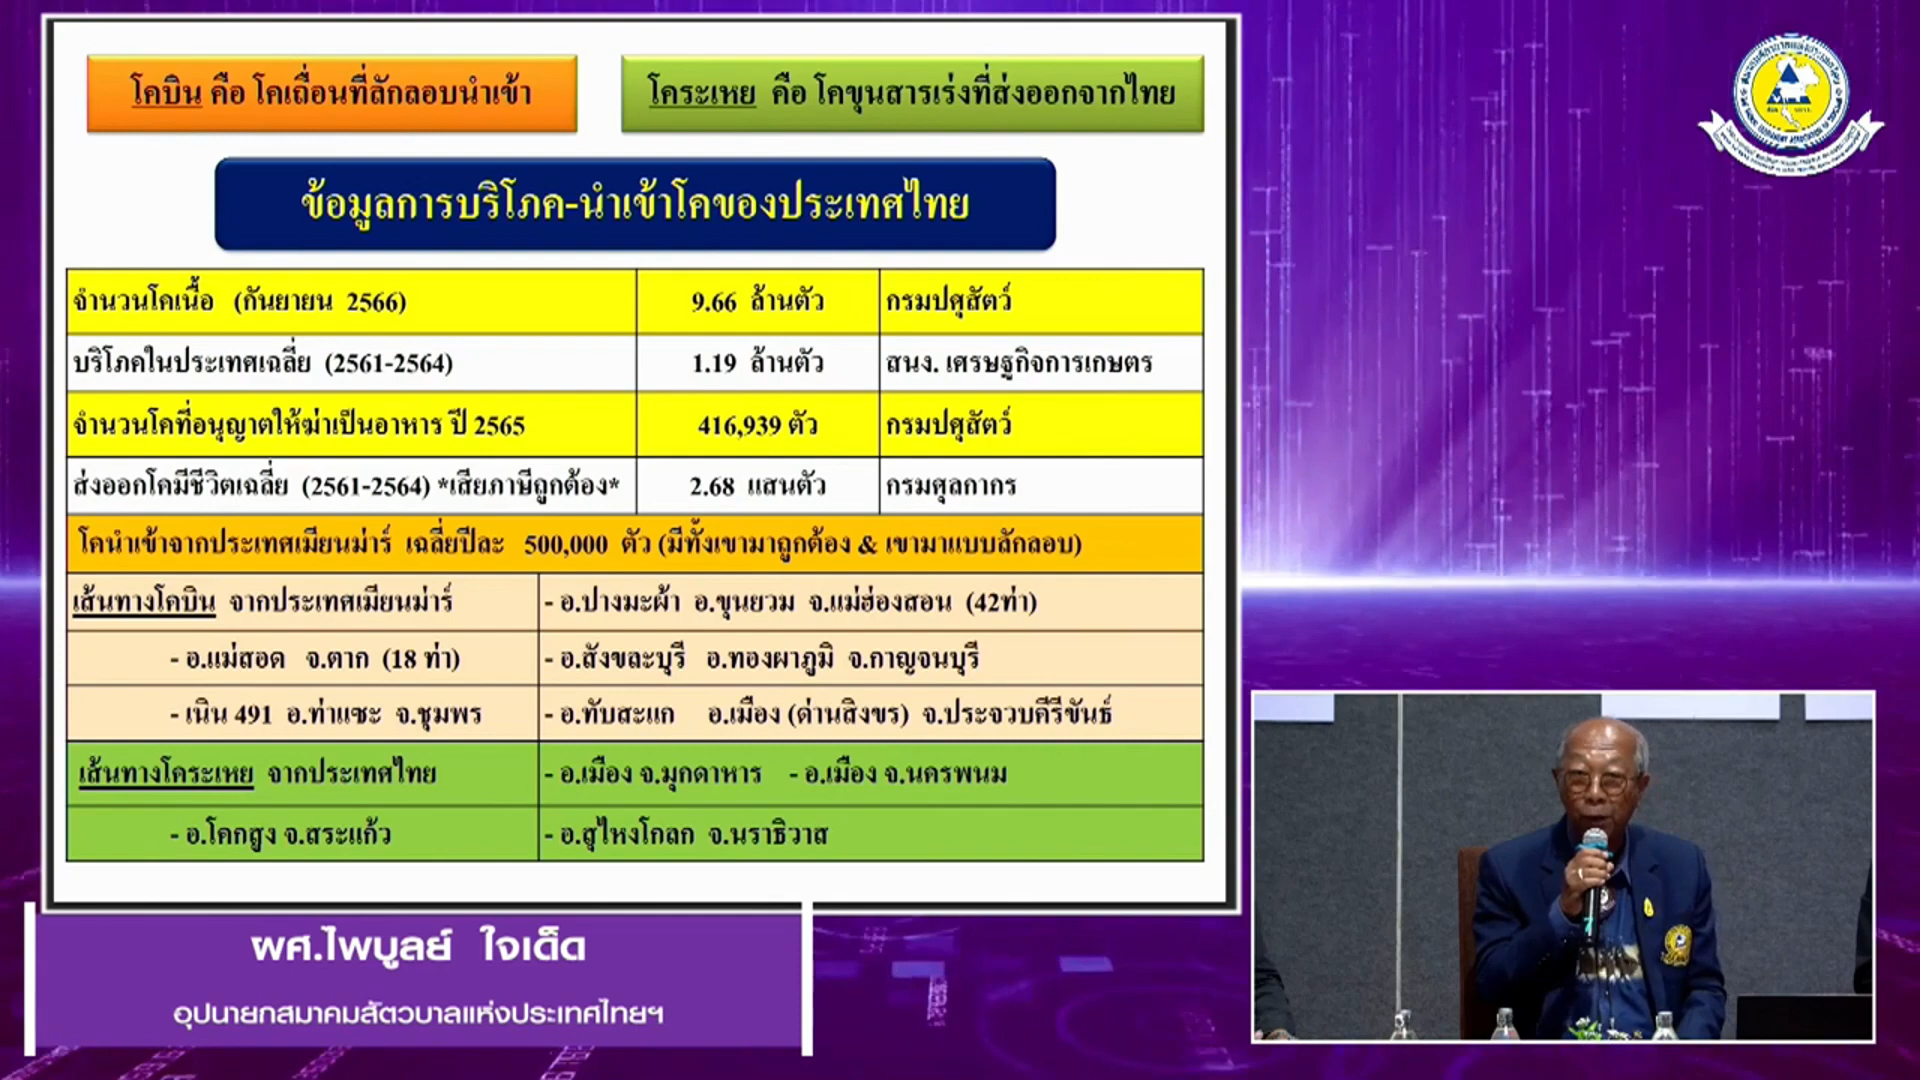 โคบิน คือ โคเถื่อนที่ลักลอบนำเข้า
โคระเหย คือ โคขุนสารเร่งที่ส่งออกจากไทย
ข้อมูลการบริโภค-นำเข้าโคของประเทศไทย
จำนวนโคเนื้อ (กันยายน 2566) 9.66 ล้านตัว กรมปศุสัตว์
บริโภคในประเทศเฉลี่ย (2561-2564) 1.19 ล้านตัว สนง. เศรษฐกิจการเกษตร
จำนวนโคที่อนุญาตให้ฆ่าเป็นอาหาร ปี 2565 416,939 ตัว กรมปศุสัตว์
ส่งออกโคมีชีวิตเฉลี่ย (2561-2564) *เสียภาษีถูกต้อง* 2.68 แสนตัว กรมศุลกากร
โคนำเข้าจากประเทศเมียนม่าร์ เฉลี่ยปีละ 500,000 ตัว (มีทั้งเขามาถูกต้อง & เขามาแบบลักลอบ)
เส้นทางโคบิน จากประเทศเมียนม่าร์ - อ.ปางมะผ้า อ.ขุนยวม จ.แม่ฮ่องสอน (42ท่า)
- อ.แม่สอด จ.ตาก (18 ท่า) - อ.สังขละบุรี อ.ทองผาภูมิ จ.กาญจนบุรี
- เนิน 491 อ.ท่าแซะ จ.ชุมพร - อ.ทับสะแก อ.เมือง (ด่านสิงขร) จ.ประจวบคีรีขันธ์
เส้นทางโคระเหย จากประเทศไทย - อ.เมือง จ.มุกดาหาร - อ.เมือง จ.นครพนม
- อ.โคกสูง จ.สระแก้ว - อ.สุไหงโกลก จ.นราธิวาส
ผศ.ไพบูลย์ ใจเด็ด
อุปนายกสมาคมสัตวบาลแห่งประเทศไทยฯ